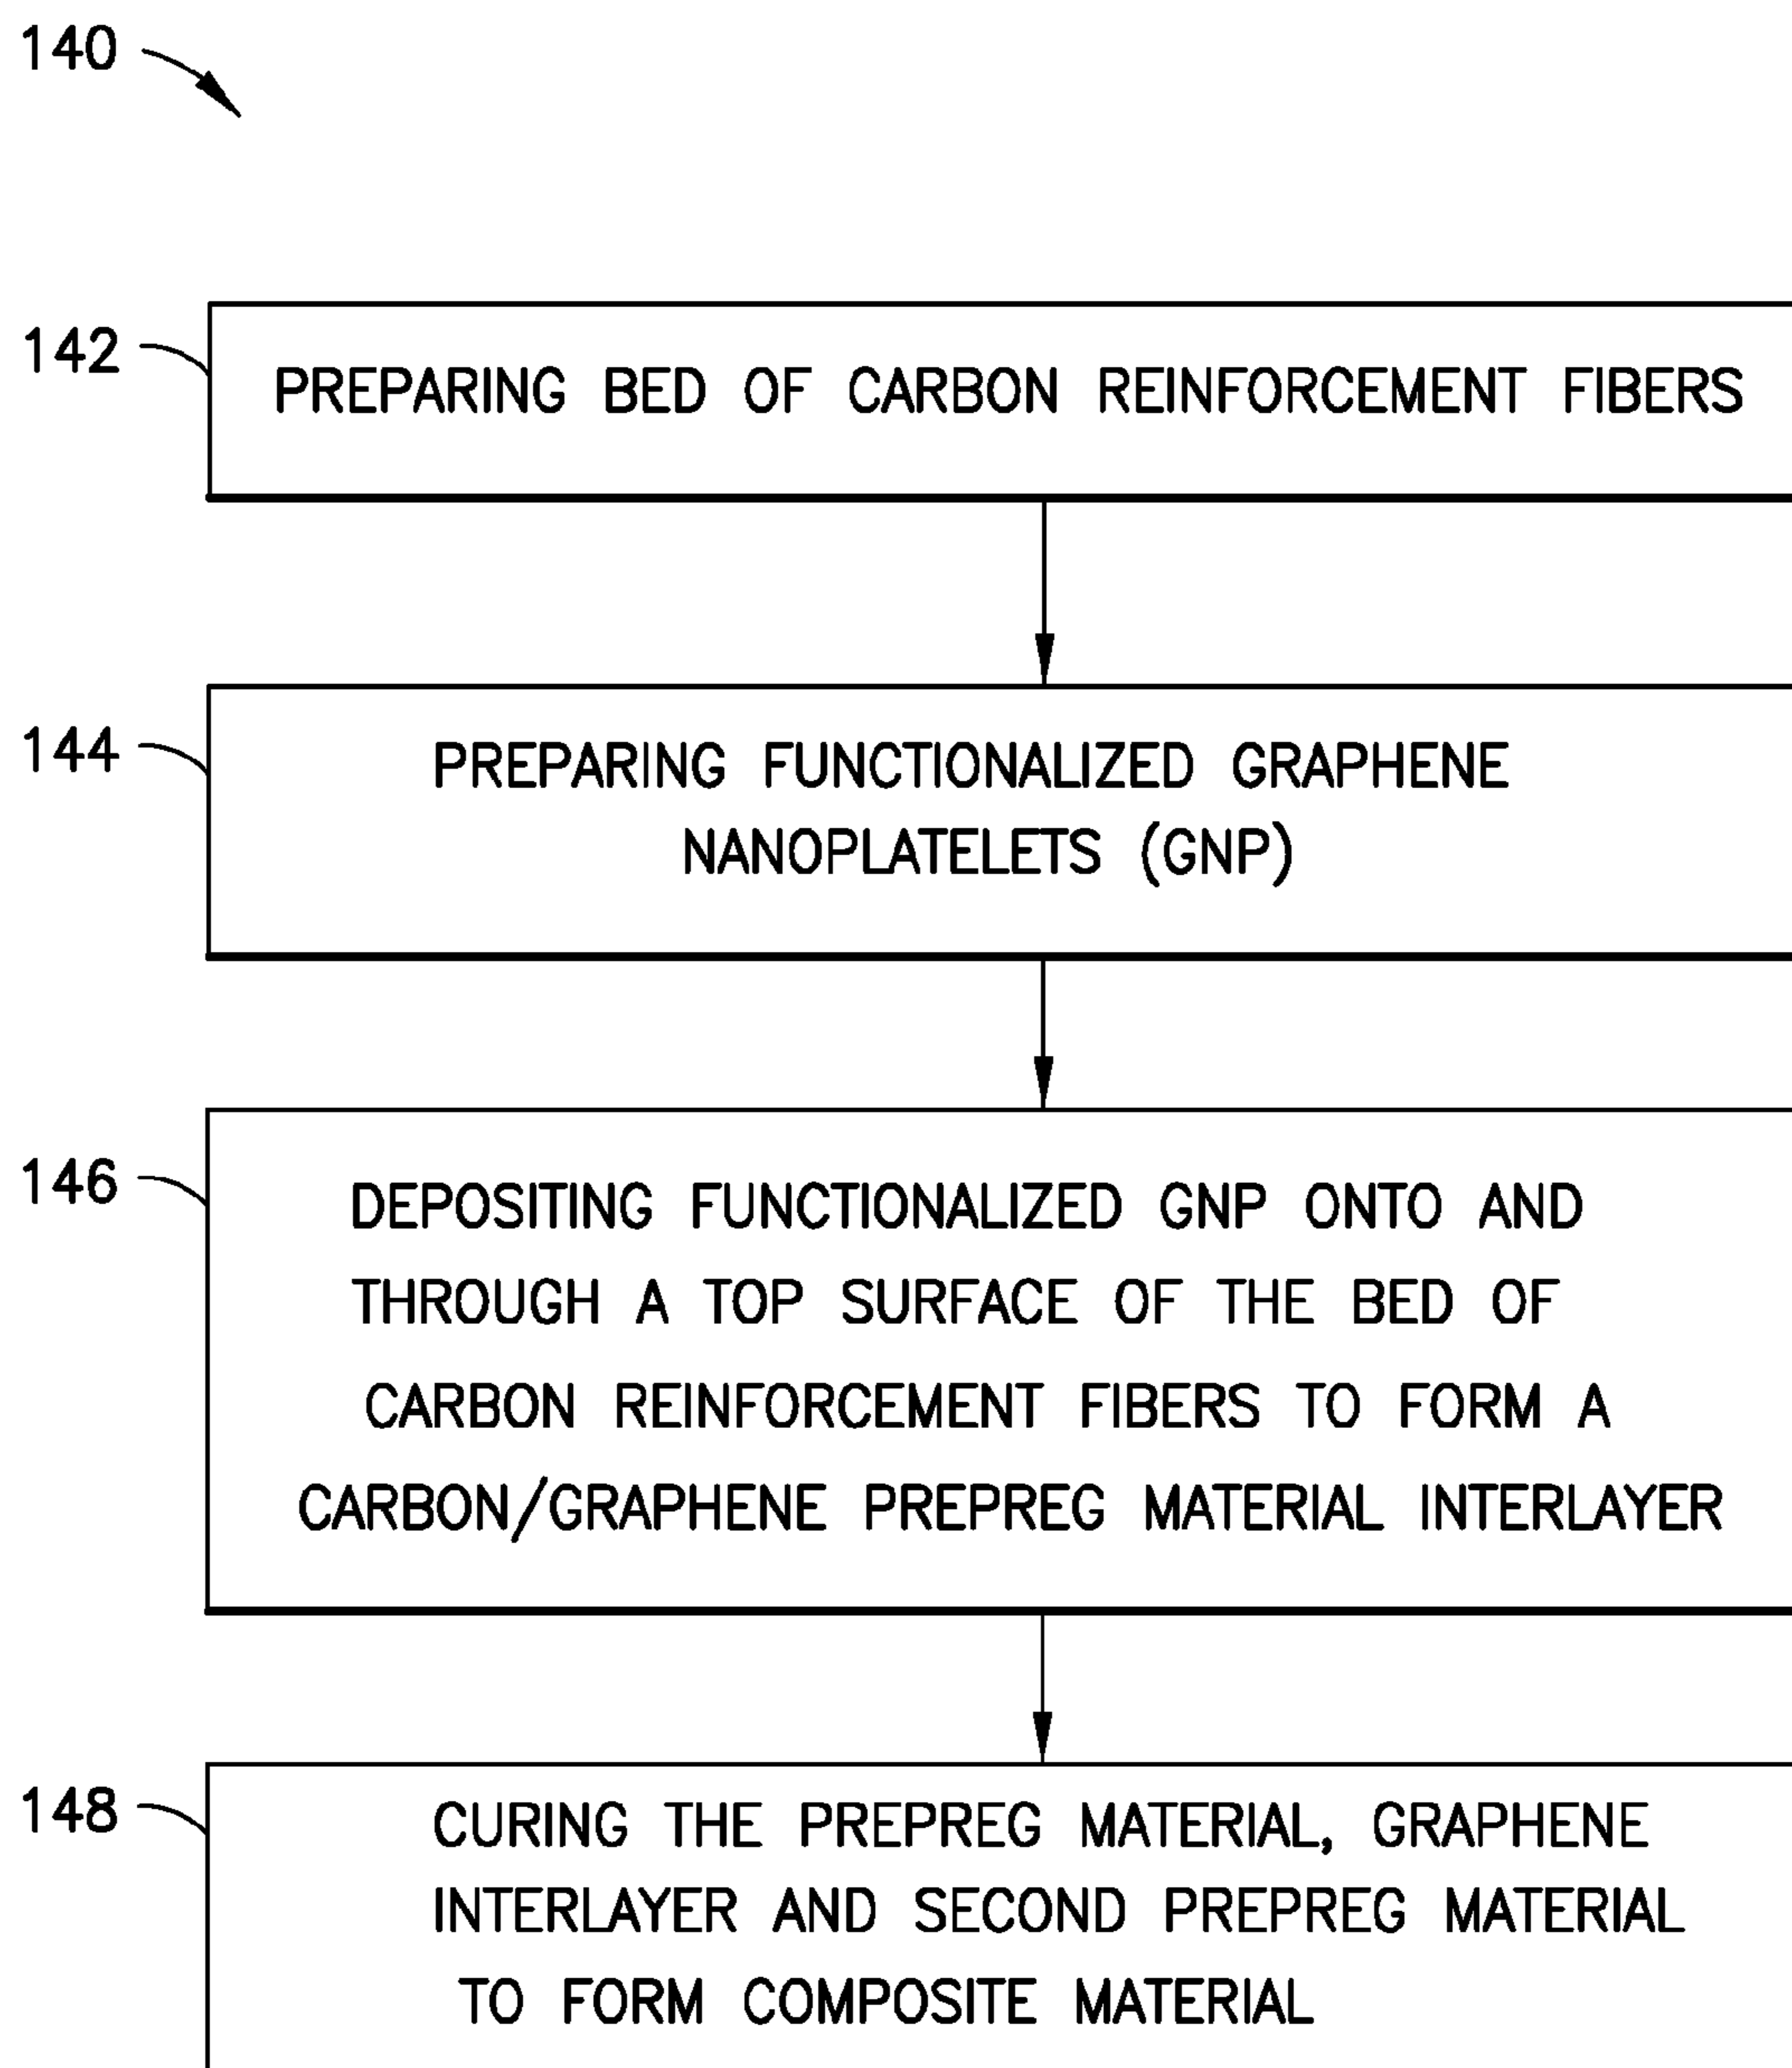 140
142
PREPARING BED OF CARBON REINFORCEMENT FIBERS
144
PREPARING FUNCTIONALIZED GRAPHENE
NANOPLATELETS (GNP)
146
DEPOSITING FUNCTIONALIZED GNP ONTO AND
THROUGH A TOP SURFACE OF THE BED OF
CARBON REINFORCEMENT FIBERS TO FORM A
CARBON/GRAPHENE PREPREG MATERIAL INTERLAYER
148
CURING THE PREPREG MATERIAL, GRAPHENE
INTERLAYER AND SECOND PREPREG MATERIAL
TO FORM COMPOSITE MATERIAL